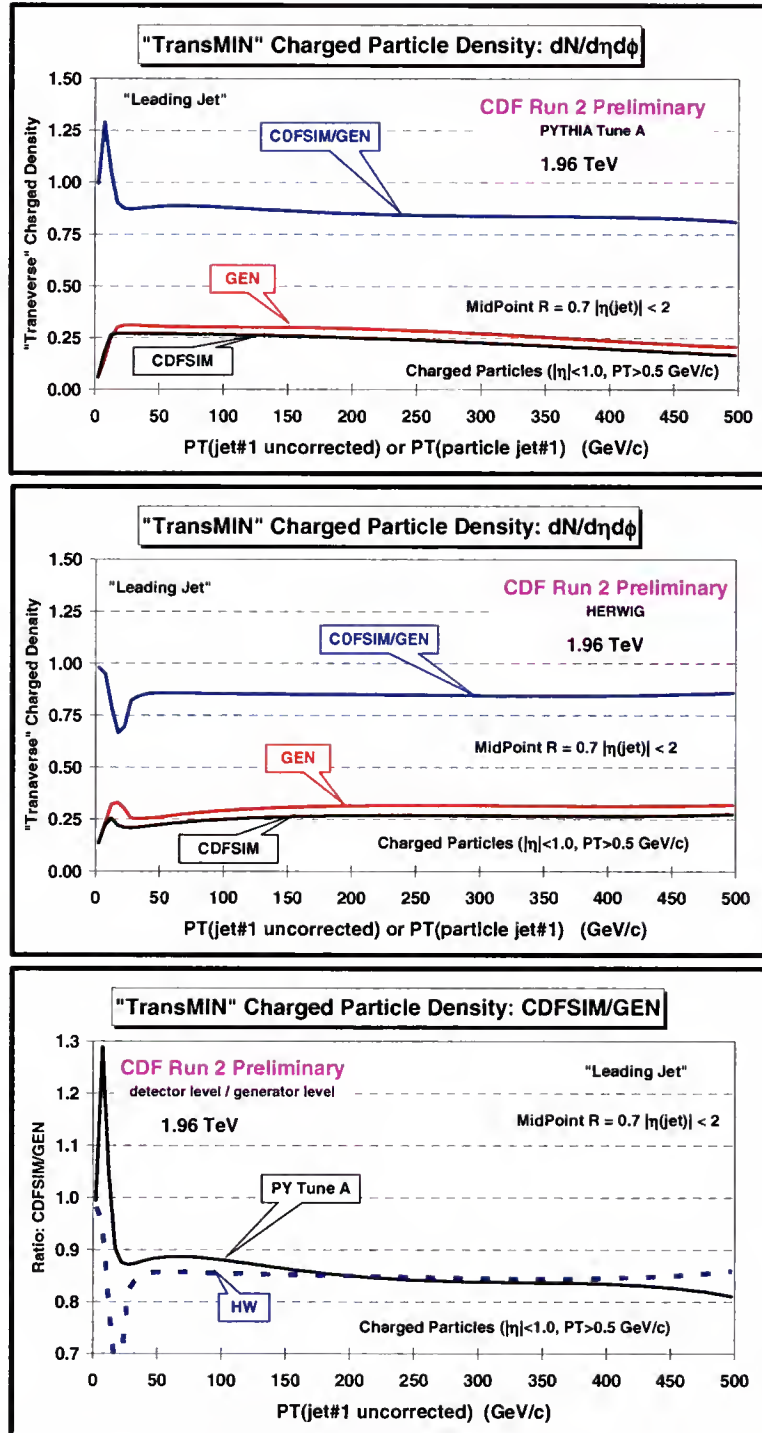 "TransMIN" Charged Particle Density: dN/dηdϕ
1.50
1.25
1.00
0.75
0.50
0.25
0.00
"Traneverse" Charged Density
"Leading Jet"
CDF Run 2 Preliminary
PYTHIA Tune A
1.96 TeV
COFSIM/GEN
GEN
MidPoint R = 0.7 |η(jet)| < 2
CDFSIM
Charged Particles (|η|<1.0, PT>0.5 GeV/c)
0 50 100 150 200 250 300 350 400 450 500
PT(jet#1 uncorrected) or PT(particle jet#1) (GeV/c)
"TransMIN" Charged Particle Density: dN/dηdϕ
1.50
1.25
1.00
0.75
0.50
0.25
0.00
"Tranaverse" Charged Density
"Leading Jet"
CDF Run 2 Preliminary
HERWIG
1.96 TeV
COFSIM/GEN
MidPoint R = 0.7 |η(jet)| < 2
GEN
CDFSIM
Charged Particles (|η|<1.0, PT>0.5 GeV/c)
0 50 100 150 200 250 300 350 400 450 500
PT(jet#1 uncorrected) or PT(particle jet#1) (GeV/c)
"TransMIN" Charged Particle Density: CDFSIM/GEN
1.3
1.2
1.1
1.0
0.9
0.8
0.7
Ratio: CDFSIM/GEN
CDF Run 2 Preliminary
detector level / generator level
1.96 TeV
"Leading Jet"
MidPoint R = 0.7 |η(jet)| < 2
PY Tune A
HW
Charged Particles (|η|<1.0, PT>0.5 GeV/c)
0 50 100 150 200 250 300 350 400 450 500
PT(jet#1 uncorrected) (GeV/c)